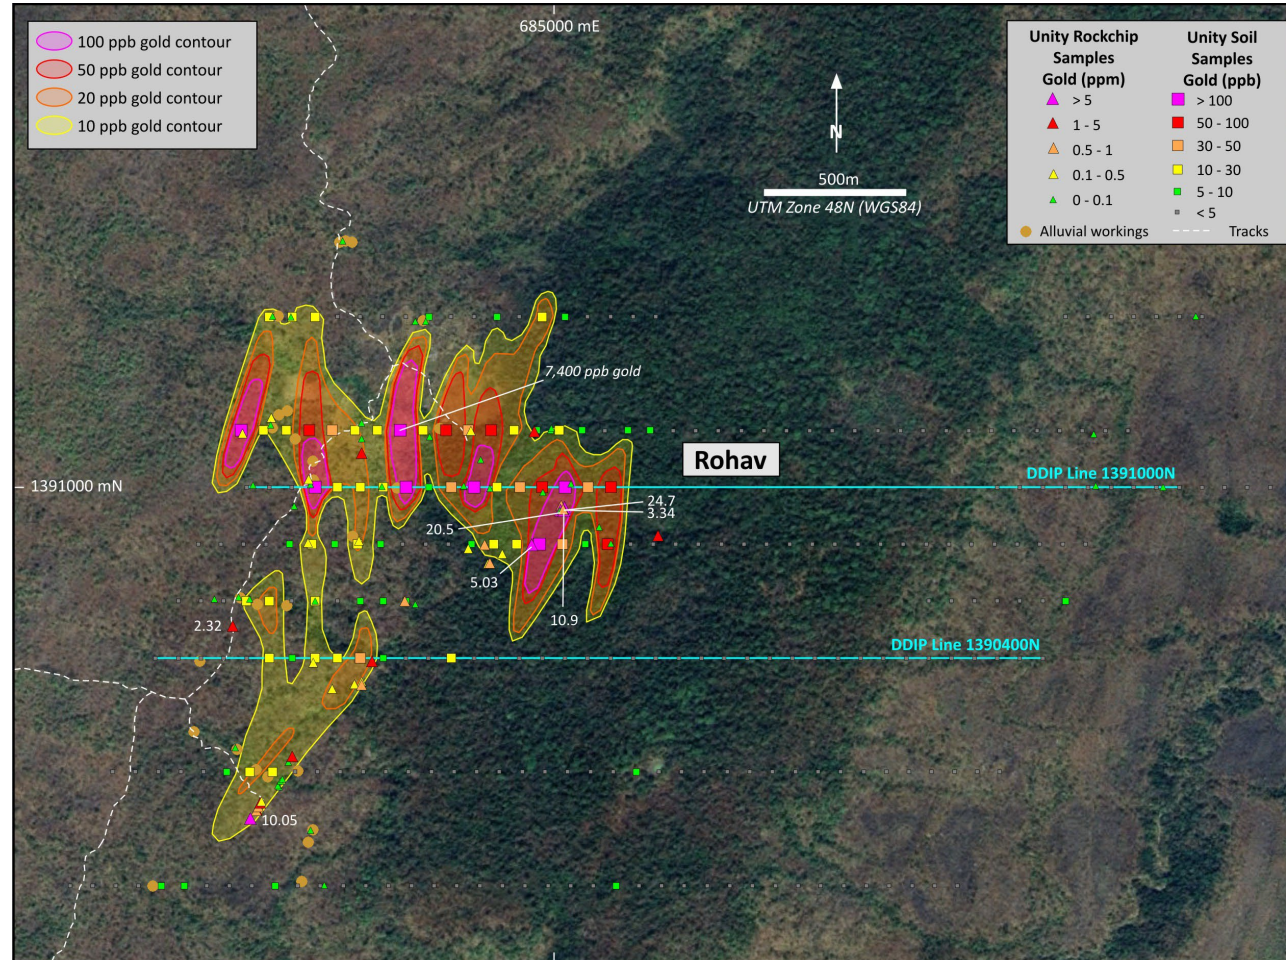 100 ppb gold contour
50 ppb gold contour
20 ppb gold contour
10 ppb gold contour
685000 mE
N
500m
UTM Zone 48N (WGS84)
Unity Rockchip
Samples
Gold (ppm)
> 5
1 - 5
0.5 - 1
0.1 - 0.5
0 - 0.1
Unity Soil
Samples
Gold (ppb)
> 100
50 - 100
30 - 50
10 - 30
5 - 10
< 5
Alluvial workings
Tracks
7,400 ppb gold
Rohav
DDIP Line 1391000N
1391000 mN
24.7
3.34
20.5
5.03
10.9
2.32
DDIP Line 1390400N
10.05